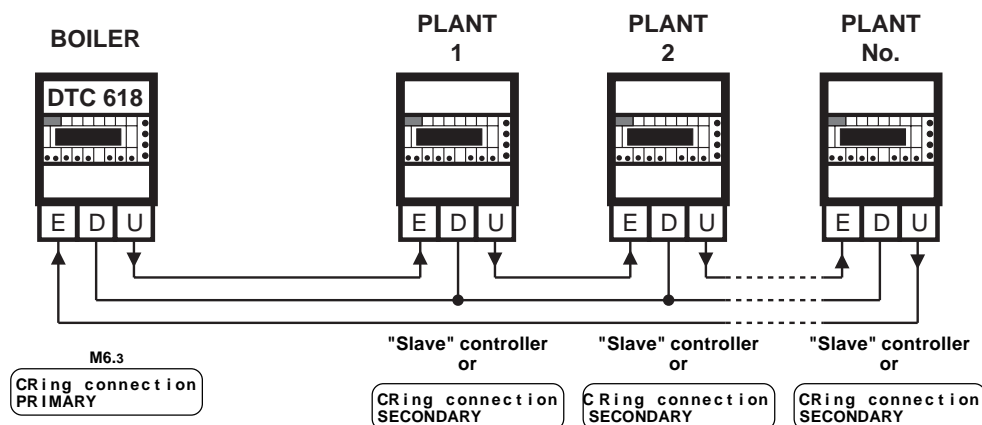 BOILER
PLANT
1
PLANT
2
PLANT
No.
DTC 618
E D U
E D U
E D U
E D U
M6.3
CRing connection
PRIMARY
"Slave" controller
or
CRing connection
SECONDARY
"Slave" controller
or
CRing connection
SECONDARY
"Slave" controller
or
CRing connection
SECONDARY